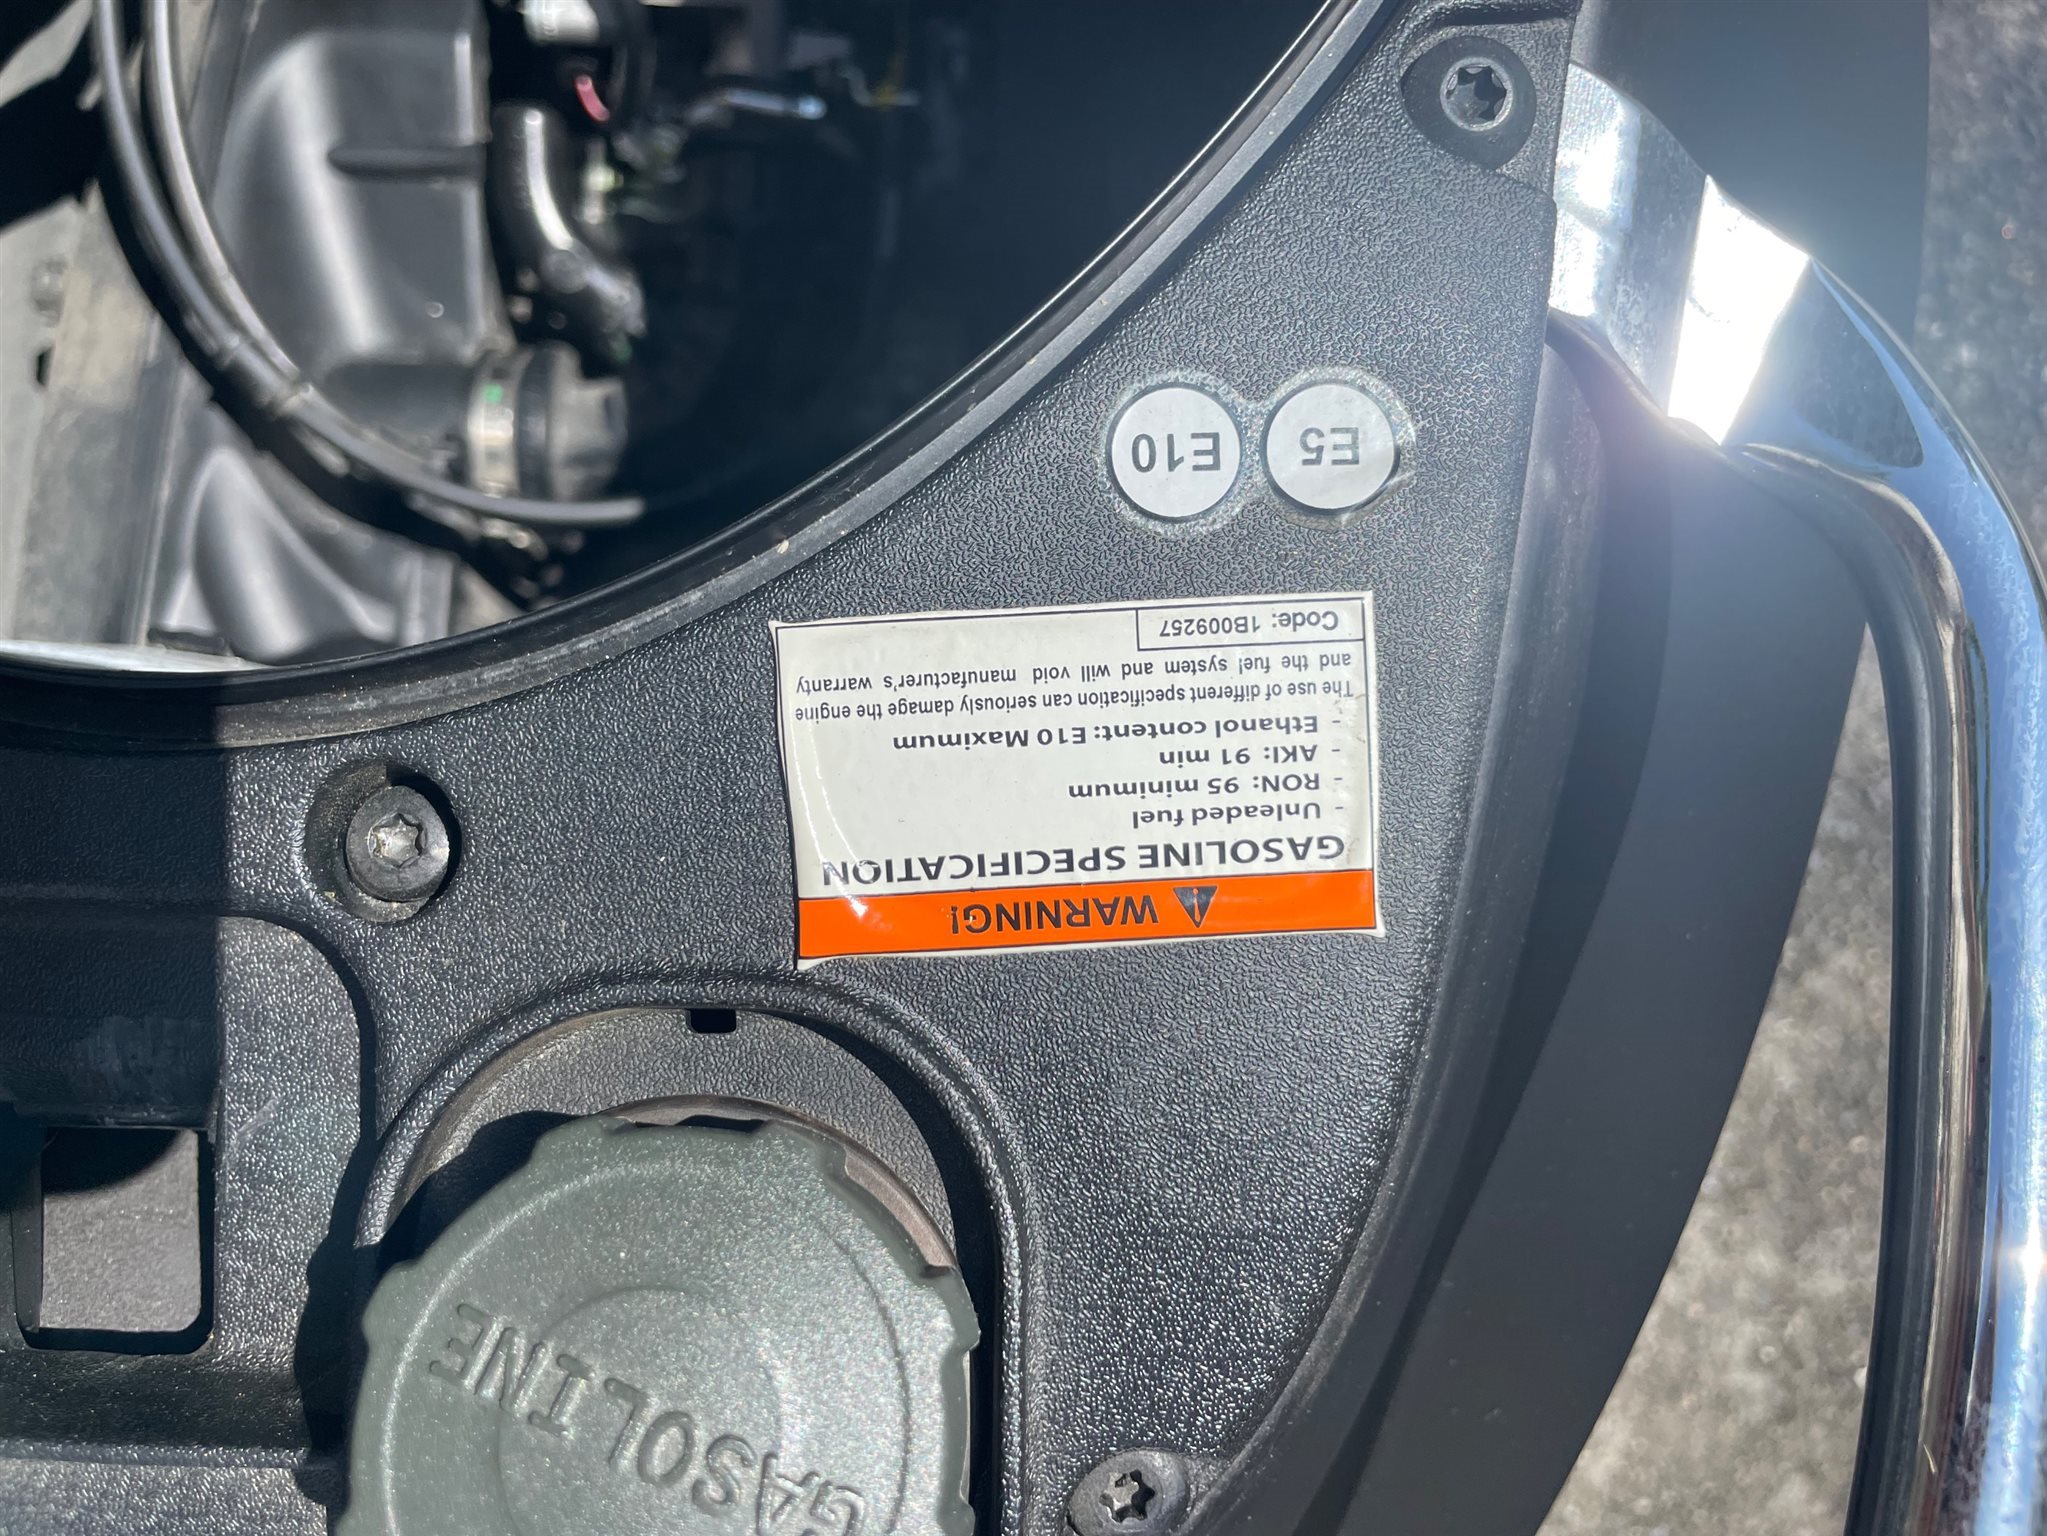 GASOLINE
⚠ WARNING!
GASOLINE SPECIFICATION
- Unleaded fuel
- RON: 95 minimum
- AKI: 91 min
- Ethanol content: E10 Maximum
The use of different specification can seriously damage the engine
and the fuel system and will void manufacturer's warranty
Code: 1B009257
E5 E10